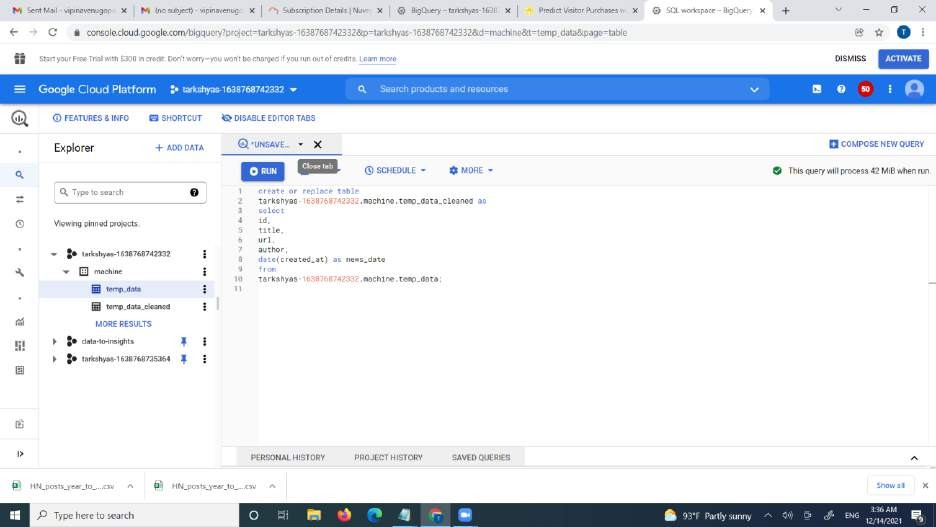 Sent Mail - vipinavenugop
(no subject) - vipinavenugo
Subscription Details | Nuve
BigQuery – tarkshyas-1638
Predict Visitor Purchases w
SQL workspace – BigQuery
console.cloud.google.com/bigquery?project=tarkshyas-1638768742332&p=tarkshyas-1638768742332&d=machine&t=temp_data&page=table
T
Start your Free Trial with $300 in credit. Don't worry—you won't be charged if you run out of credits. Learn more
DISMISS
ACTIVATE
Google Cloud Platform
tarkshyas-1638768742332
Search products and resources
50
FEATURES & INFO
SHORTCUT
DISABLE EDITOR TABS
Explorer
+ ADD DATA
*UNSAVE...
COMPOSE NEW QUERY
Close tab
RUN
SCHEDULE
MORE
This query will process 42 MiB when run.
Type to search
Viewing pinned projects.
tarkshyas-1638768742332
machine
temp_data
temp_data_cleaned
MORE RESULTS
data-to-insights
tarkshyas-1638768735364
1 create or replace table
2 tarkshyas-1638768742332.machine.temp_data_cleaned as
3 select
4 id,
5 title,
6 url,
7 author,
8 date(created_at) as news_date
9 from
10 tarkshyas-1638768742332.machine.temp_data;
11
PERSONAL HISTORY
PROJECT HISTORY
SAVED QUERIES
HN_posts_year_to_....csv
HN_posts_year_to_....csv
Show all
Type here to search
93°F Partly sunny
ENG
3:36 AM
12/14/2021
9